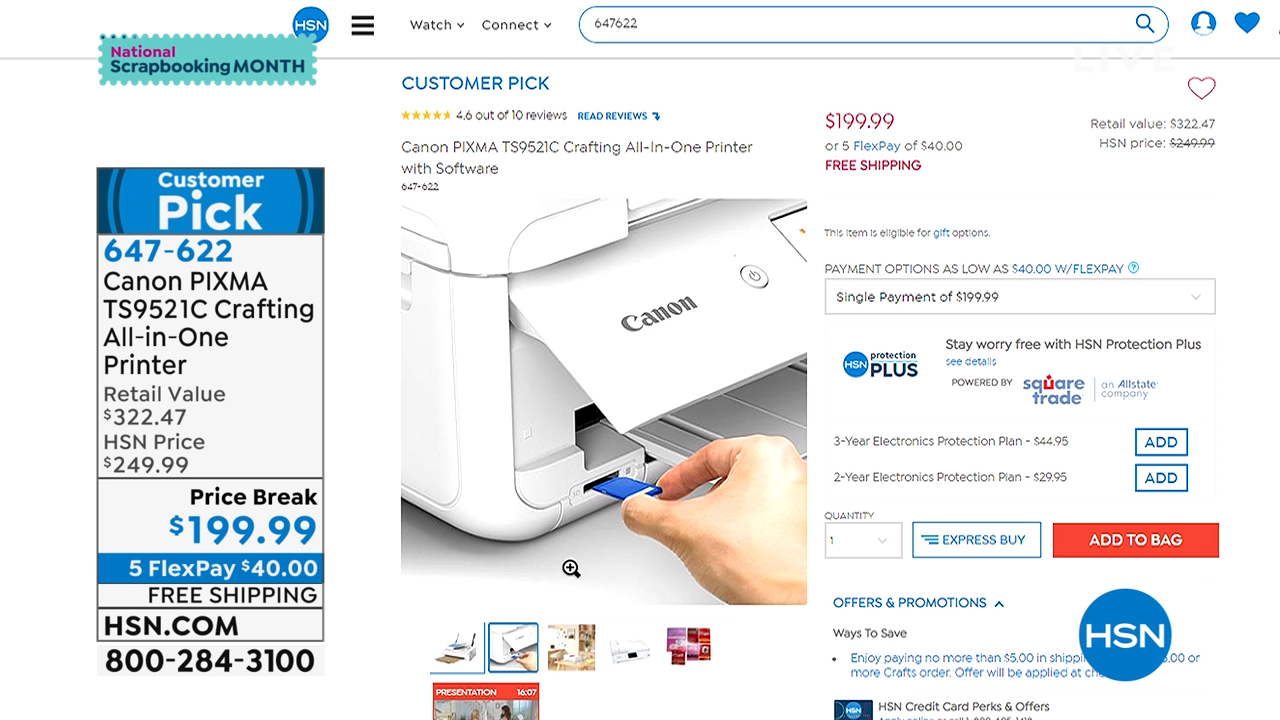 HSN
Watch
Connect
647622
National
Scrapbooking MONTH
LIVE
CUSTOMER PICK
4.6 out of 10 reviews
READ REVIEWS
Canon PIXMA TS9521C Crafting All-In-One Printer
with Software
647-622
$199.99
or 5 FlexPay of $40.00
FREE SHIPPING
Retail value: $322.47
HSN price: $249.99
This item is eligible for gift options.
PAYMENT OPTIONS AS LOW AS $40.00 W/FLEXPAY ?
Single Payment of $199.99
HSN protection PLUS
Stay worry free with HSN Protection Plus
see details
POWERED BY square trade an Allstate company
3-Year Electronics Protection Plan - $44.95 ADD
2-Year Electronics Protection Plan - $29.95 ADD
QUANTITY
1
EXPRESS BUY
ADD TO BAG
OFFERS & PROMOTIONS
Ways To Save
Enjoy paying no more than $5.00 in .00 or
more Crafts order. Offer will be applied at
HSN
HSN Credit Card Perks & Offers
HSN
Canon
PRESENTATION 16:07
Customer
Pick
647-622
Canon PIXMA
TS9521C Crafting
All-in-One
Printer
Retail Value
$322.47
HSN Price
$249.99
Price Break
$199.99
5 FlexPay $40.00
FREE SHIPPING
HSN.COM
800-284-3100